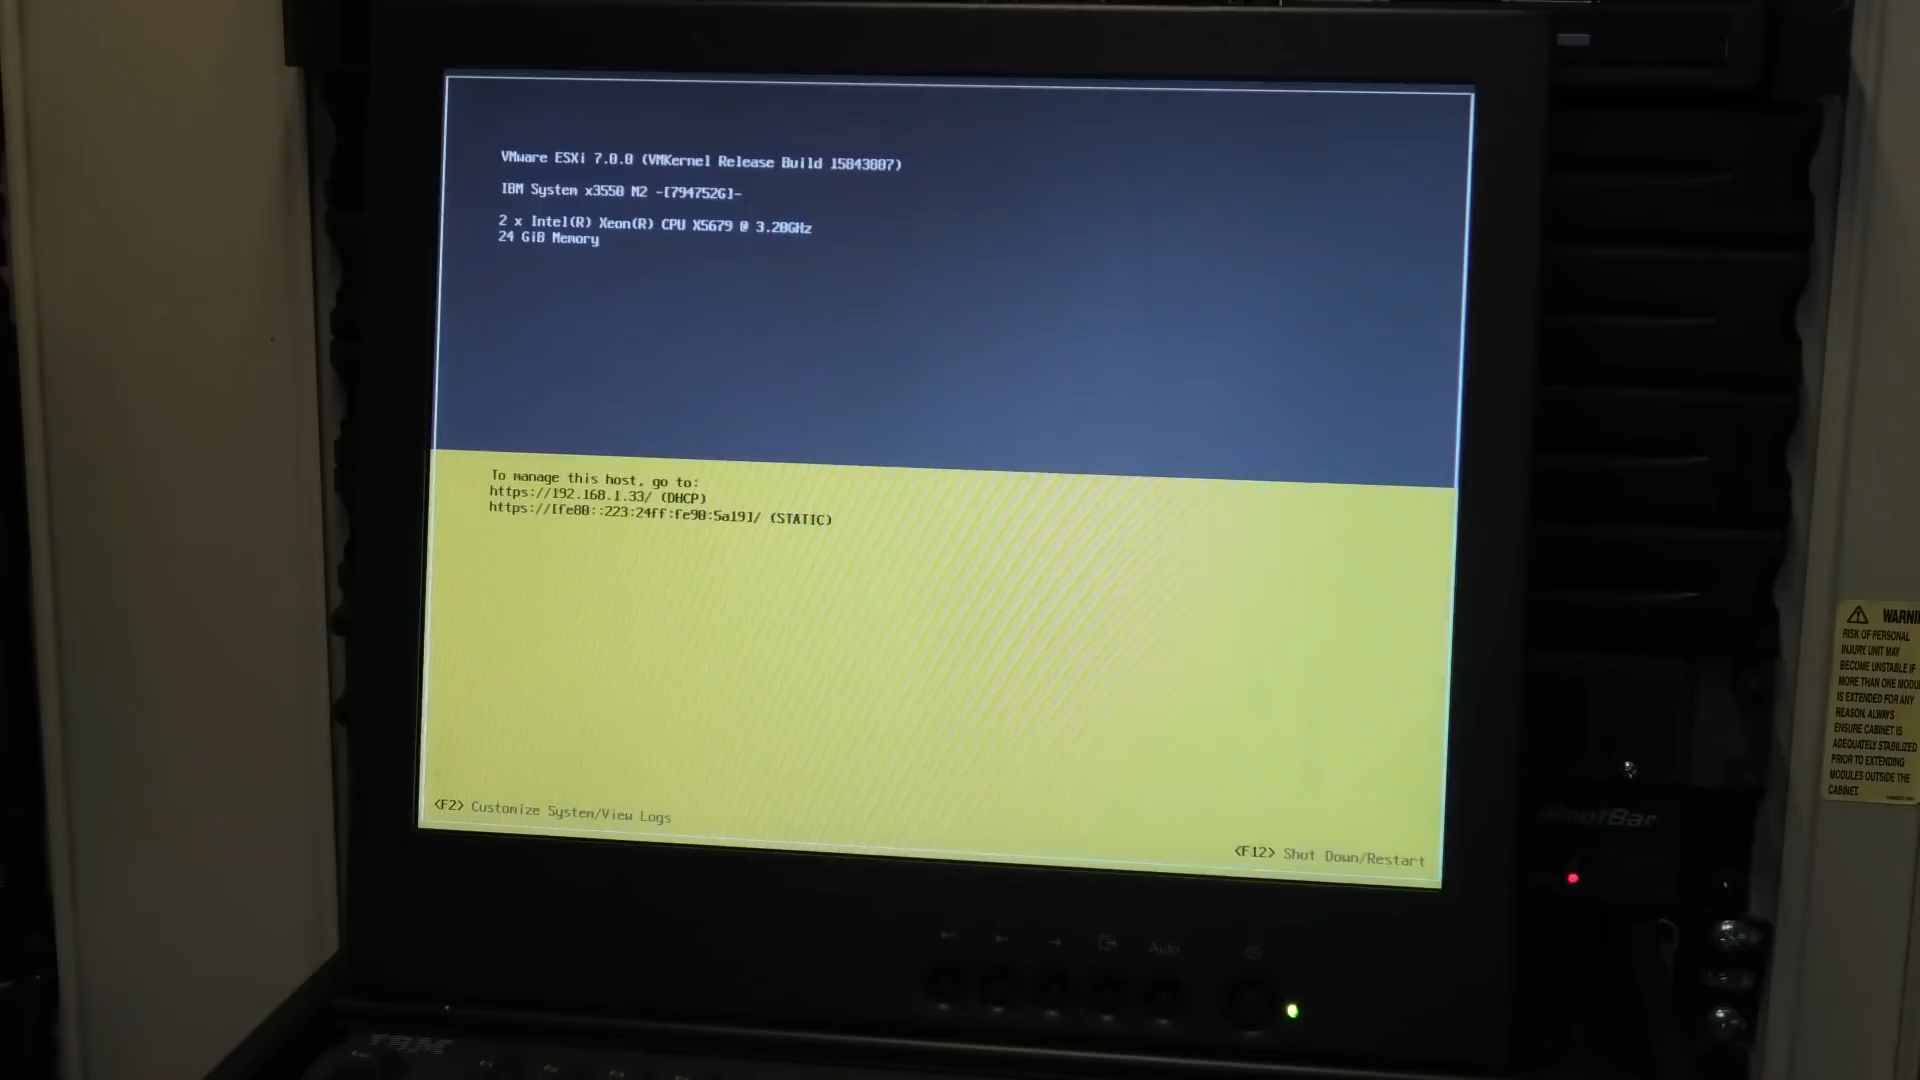 VMware ESXi 7.0.0 (VMKernel Release Build 15843807)
IBM System x3550 M2 -[794752G]-
2 x Intel(R) Xeon(R) CPU X5679 @ 3.20GHz
24 GiB Memory
To manage this host, go to:
https://192.168.1.33/ (DHCP)
https://[fe80::223:24ff:fe90:5a19]/ (STATIC)
<F2> Customize System/View Logs
<F12> Shut Down/Restart
Auto
IBM
BootBar
WARNI
RISK OF PERSONAL
INJURY. UNIT MAY
BECOME UNSTABLE IF
MORE THAN ONE MODU
IS EXTENDED FOR ANY
REASON. ALWAYS
ENSURE CABINET IS
ADEQUATELY STABILIZED
PRIOR TO EXTENDING
MODULES OUTSIDE THE
CABINET.